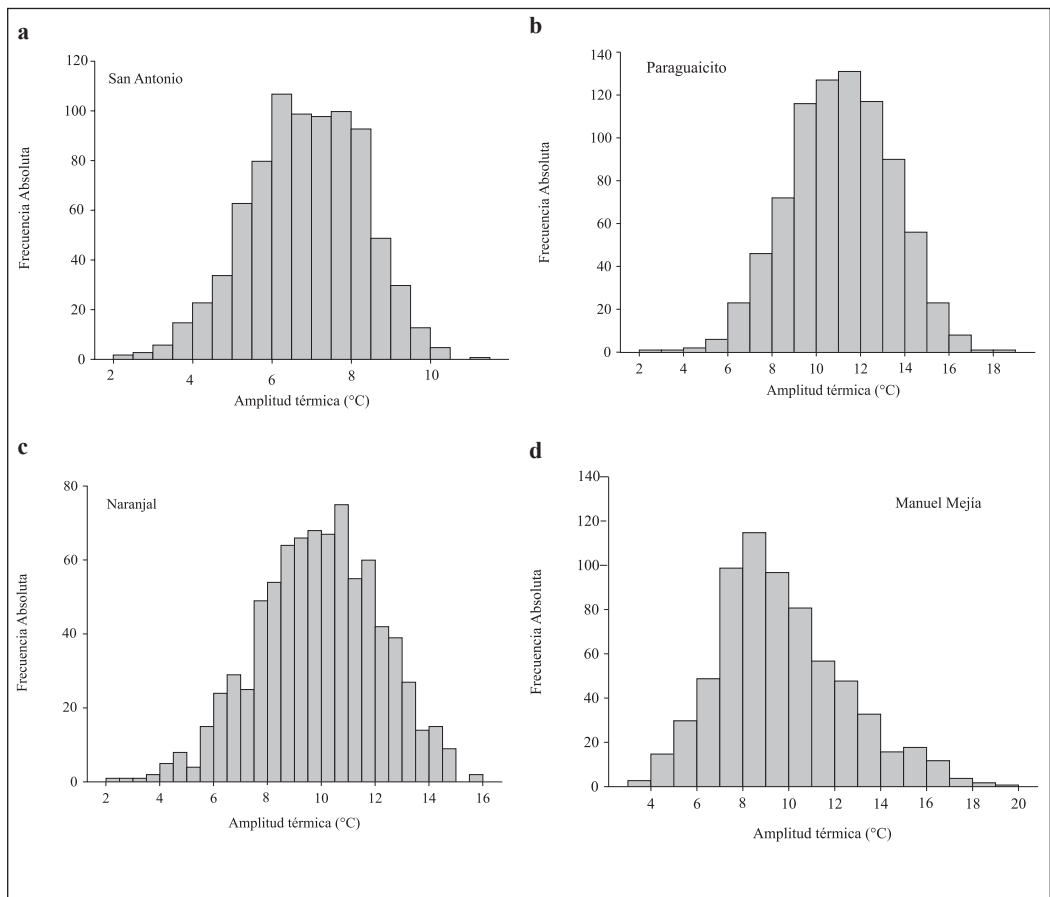 a
San Antonio
Frecuencia Absoluta
120
100
80
60
40
20
0
2 4 6 8 10
Amplitud térmica (°C)
b
Paraguaicito
Frecuencia Absoluta
140
120
100
80
60
40
20
0
2 4 6 8 10 12 14 16 18
Amplitud térmica (°C)
c
Naranjal
Frecuencia Absoluta
80
60
40
20
0
2 4 6 8 10 12 14 16
Amplitud térmica (°C)
d
Manuel Mejía
Frecuencia Absoluta
140
120
100
80
60
40
20
0
4 6 8 10 12 14 16 18 20
Amplitud térmica (°C)